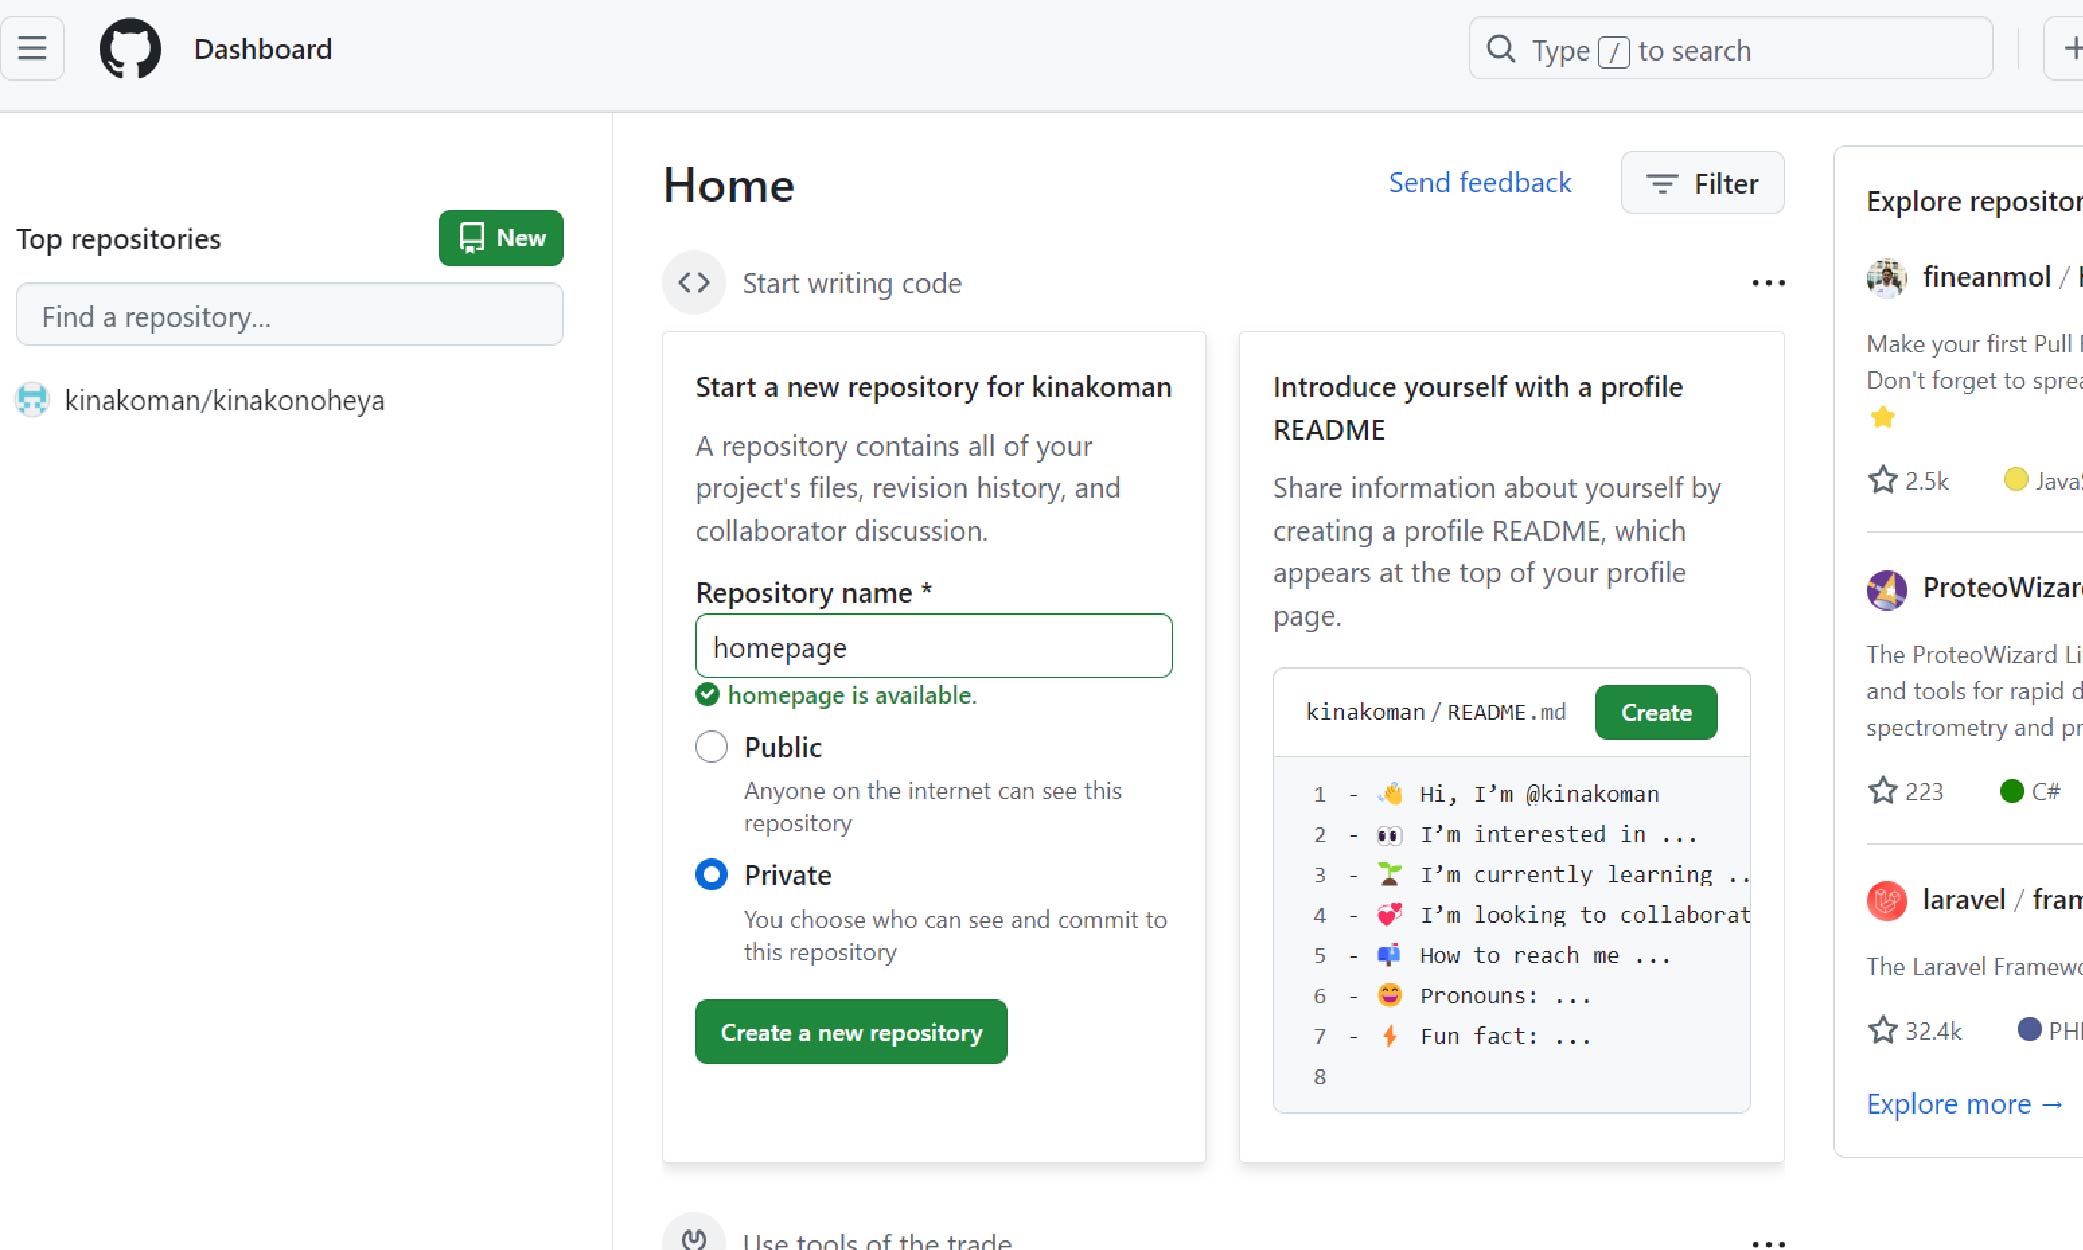 Dashboard
Type / to search
Top repositories
New
Find a repository...
kinakoman/kinakonoheya
Home
Send feedback
Filter
Start writing code
Start a new repository for kinakoman
A repository contains all of your
project's files, revision history, and
collaborator discussion.
Repository name *
homepage
homepage is available.
Public
Anyone on the internet can see this
repository
Private
You choose who can see and commit to
this repository
Create a new repository
Introduce yourself with a profile
README
Share information about yourself by
creating a profile README, which
appears at the top of your profile
page.
kinakoman / README.md
Create
1 - 👋 Hi, I’m @kinakoman
2 - 👀 I’m interested in ...
3 - 🌱 I’m currently learning ..
4 - 💞️ I’m looking to collaborat
5 - 📫 How to reach me ...
6 - 😄 Pronouns: ...
7 - ⚡ Fun fact: ...
8
Use tools of the trade
Explore repositor
fineanmol /
Make your first Pull
Don't forget to sprea
2.5k
Java
ProteoWizar
The ProteoWizard Li
and tools for rapid d
spectrometry and pr
223
C#
laravel / fram
The Laravel Framewo
32.4k
PH
Explore more →